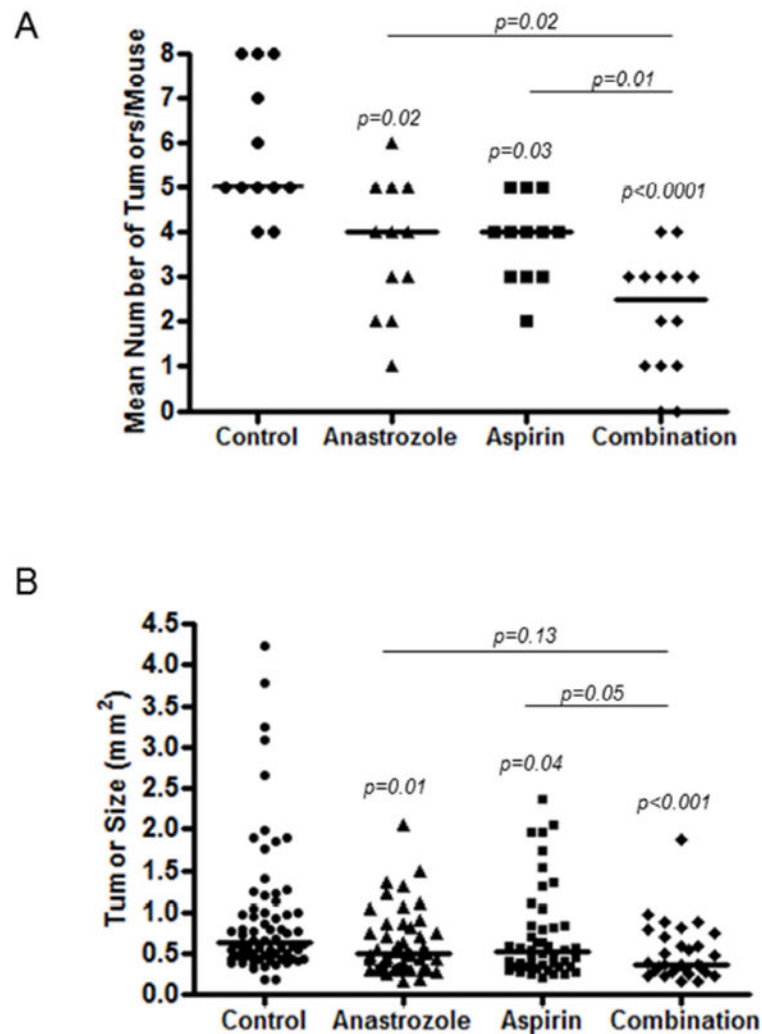 A
p=0.02
p=0.01
p=0.02
p=0.03
p<0.0001
Mean Number of Tumors/Mouse
8
7
6
5
4
3
2
1
0
Control Anastrozole Aspirin Combination
B
p=0.13
p=0.05
p=0.01
p=0.04
p<0.001
Tumor Size (mm²)
4.5
4.0
3.5
3.0
2.5
2.0
1.5
1.0
0.5
0.0
Control Anastrozole Aspirin Combination